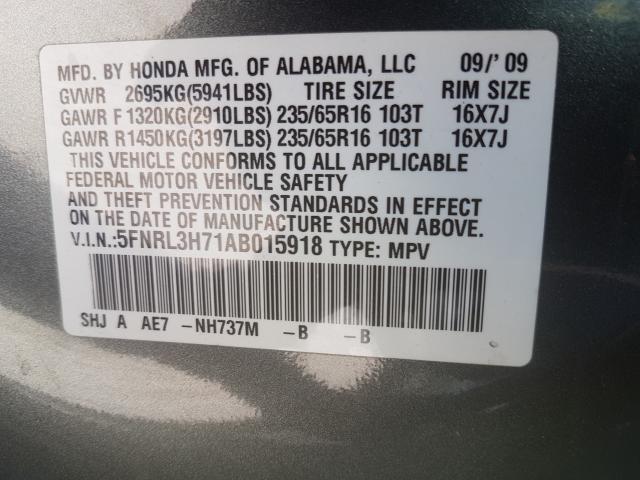 MFD. BY HONDA MFG. OF ALABAMA, LLC 09/' 09
GVWR 2695KG(5941LBS) TIRE SIZE RIM SIZE
GAWR F 1320KG(2910LBS) 235/65R16 103T 16X7J
GAWR R1450KG(3197LBS) 235/65R16 103T 16X7J
THIS VEHICLE CONFORMS TO ALL APPLICABLE
FEDERAL MOTOR VEHICLE SAFETY
AND THEFT PREVENTION STANDARDS IN EFFECT
ON THE DATE OF MANUFACTURE SHOWN ABOVE.
V.I.N.:5FNRL3H71AB015918 TYPE: MPV
SHJ A AE7 -NH737M -B -B